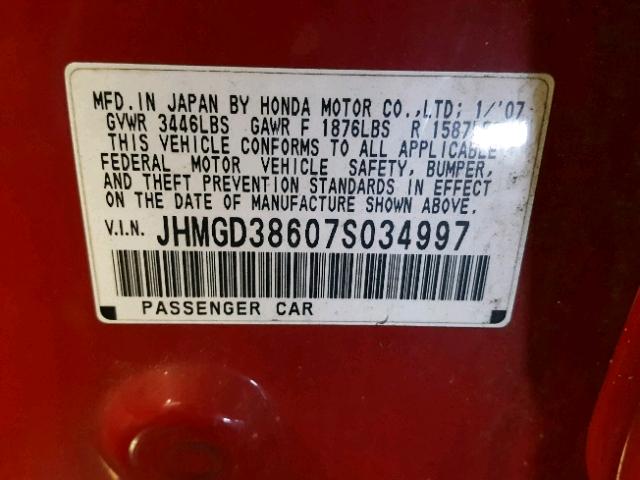 MFD. IN JAPAN BY HONDA MOTOR CO.,LTD; 1/'07
GVWR 3446LBS GAWR F 1876LBS R 1587
THIS VEHICLE CONFORMS TO ALL APPLICABLE
FEDERAL MOTOR VEHICLE SAFETY, BUMPER,
AND THEFT PREVENTION STANDARDS IN EFFECT
ON THE DATE OF MANUFACTURE SHOWN ABOVE.
V.I.N. JHMGD38607S034997
PASSENGER CAR